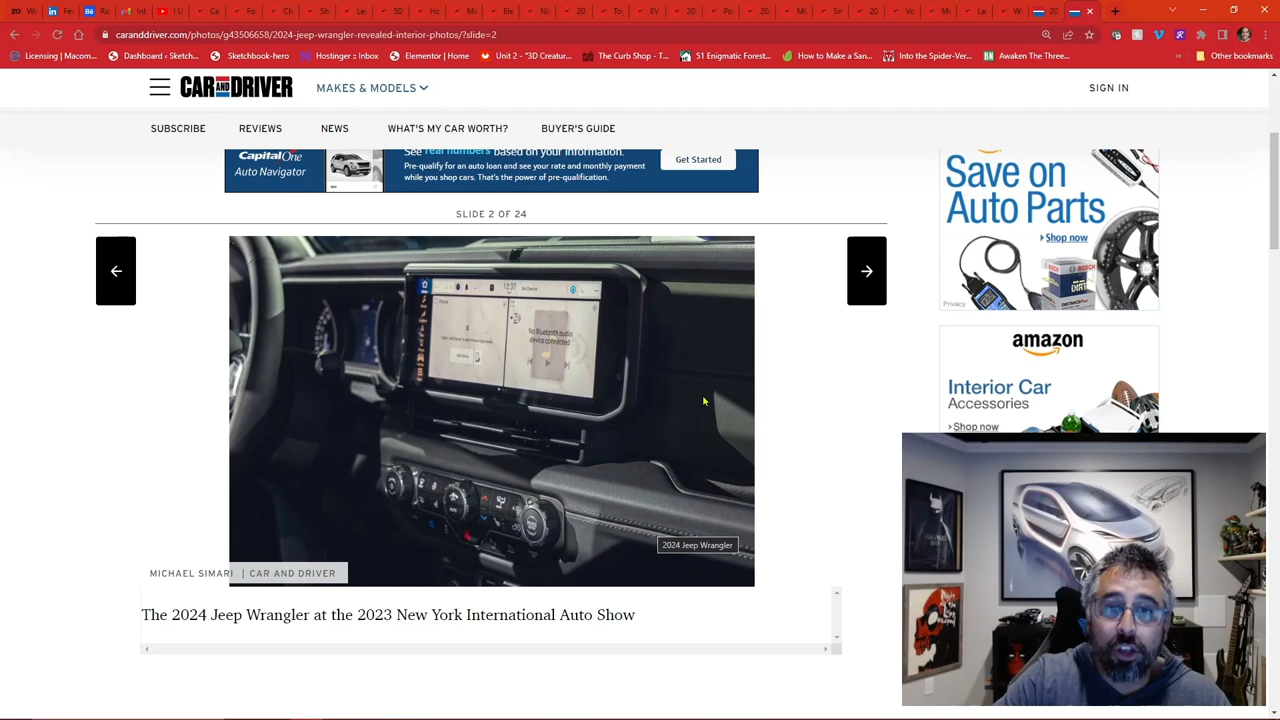 caranddriver.com/photos/g43506658/2024-jeep-wrangler-revealed-interior-photos/?slide=2
Licensing | Macom... Dashboard ‹ Sketch... Sketchbook-hero Hostinger :: Inbox Elementor | Home Unit 2 - "3D Creatur... The Curb Shop - T... 51 Enigmatic Forest... How to Make a San... Into the Spider-Ver... Awaken The Three... » Other bookmarks
CAR AND DRIVER MAKES & MODELS SIGN IN
SUBSCRIBE REVIEWS NEWS WHAT'S MY CAR WORTH? BUYER'S GUIDE
Capital One
Auto Navigator
See real numbers based on your information.
Pre-qualify for an auto loan and see your rate and monthly payment
while you shop cars. That's the power of pre-qualification.
Get Started
Save on
Auto Parts
› Shop now
BOSCH
Privacy
SLIDE 2 OF 24
12:37 No Device
Phone
No Bluetooth audio
device connected
amazon
Interior Car
Accessories
› Shop now
2024 Jeep Wrangler
MICHAEL SIMARI | CAR AND DRIVER
The 2024 Jeep Wrangler at the 2023 New York International Auto Show